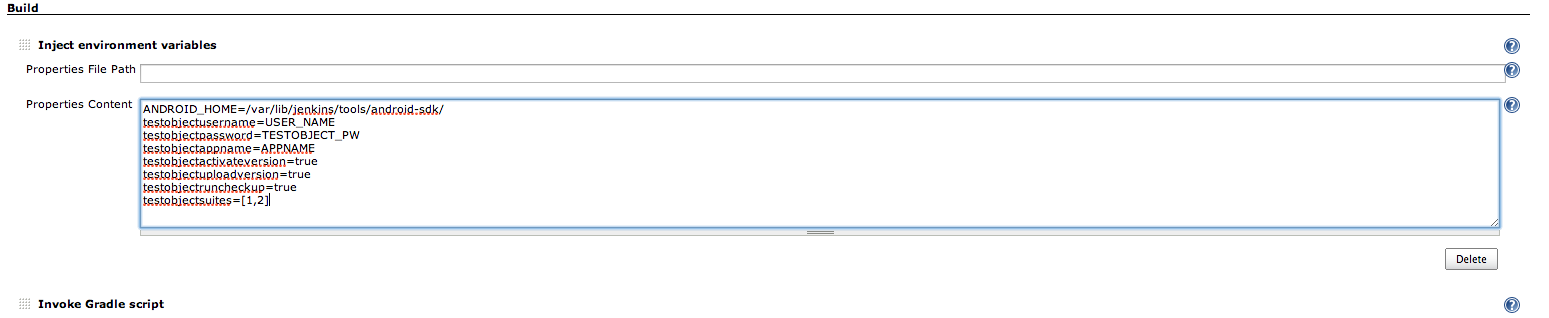 Build
Inject environment variables
Properties File Path
Properties Content
ANDROID_HOME=/var/lib/jenkins/tools/android-sdk/
testobjectusername=USER_NAME
testobjectpassword=TESTOBJECT_PW
testobjectappname=APPNAME
testobjectactivateversion=true
testobjectuploadversion=true
testobjectruncheckup=true
testobjectsuites=[1,2]
Delete
Invoke Gradle script